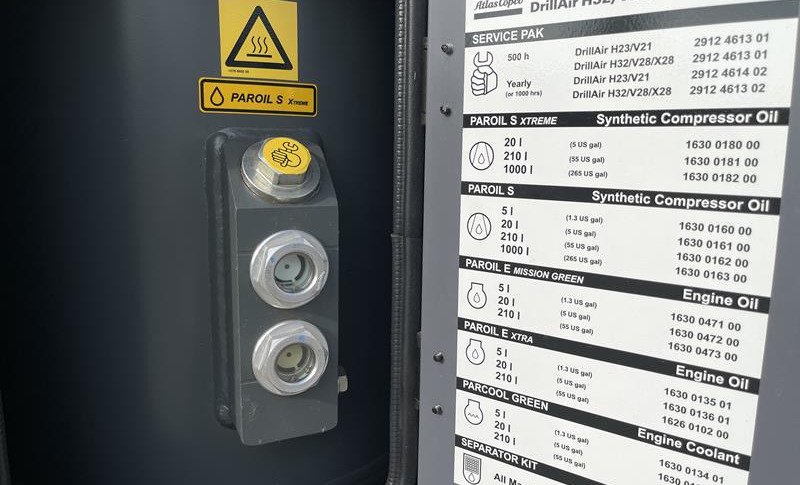 PAROIL S XTREME
Atlas Copco DrillAir H32/
SERVICE PAK
500 h
DrillAir H23/V21 2912 4613 01
DrillAir H32/V28/X28 2912 4613 01
Yearly
(or 1000 hrs)
DrillAir H23/V21 2912 4614 02
DrillAir H32/V28/X28 2912 4613 02
PAROIL S XTREME Synthetic Compressor Oil
20 l (5 US gal) 1630 0180 00
210 l (55 US gal) 1630 0181 00
1000 l (265 US gal) 1630 0182 00
PAROIL S Synthetic Compressor Oil
5 l (1.3 US gal) 1630 0160 00
20 l (5 US gal) 1630 0161 00
210 l (55 US gal) 1630 0162 00
1000 l (265 US gal) 1630 0163 00
PAROIL E MISSION GREEN Engine Oil
5 l (1.3 US gal) 1630 0471 00
20 l (5 US gal) 1630 0472 00
210 l (55 US gal) 1630 0473 00
PAROIL E XTRA Engine Oil
5 l (1.3 US gal) 1630 0135 01
20 l (5 US gal) 1630 0136 01
210 l (55 US gal) 1626 0102 00
PARCOOL GREEN Engine Coolant
5 l (1.3 US gal) 1630 0134 01
20 l (5 US gal)
210 l (55 US gal)
SEPARATOR KIT
All